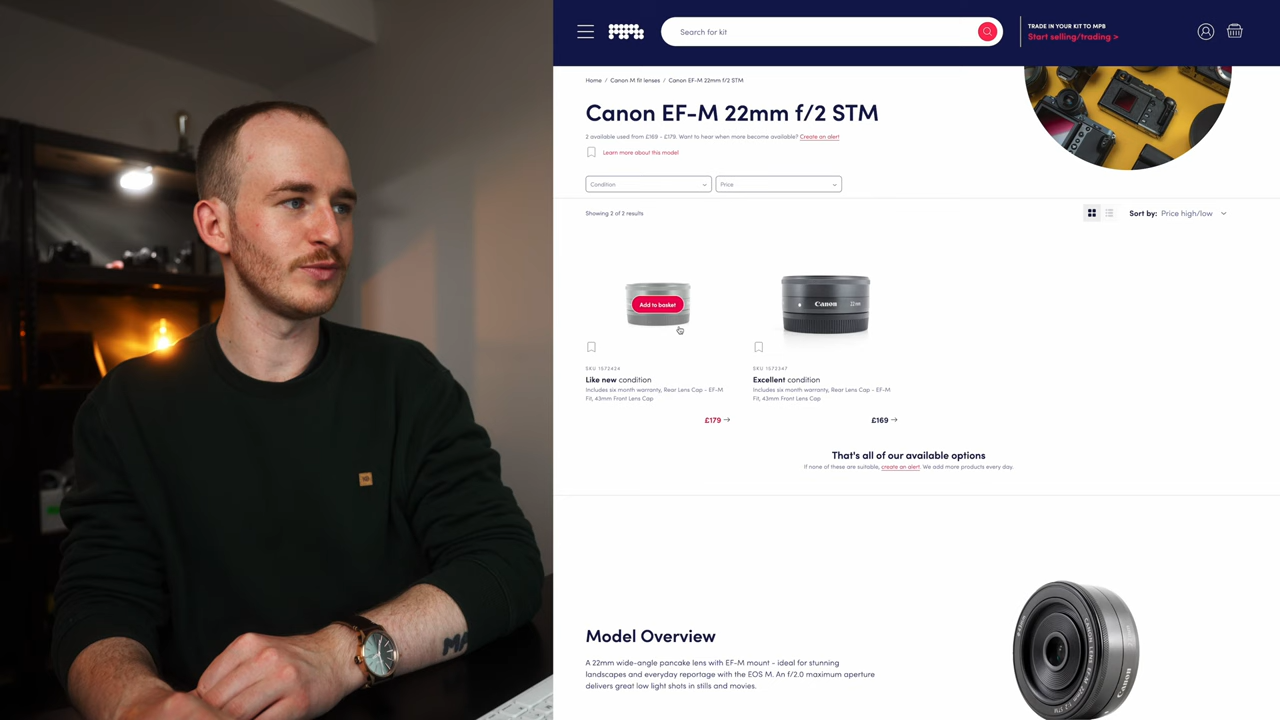 mpb
Search for kit
TRADE IN YOUR KIT TO MPB
Start selling/trading >
Home / Canon M fit lenses / Canon EF-M 22mm f/2 STM
Canon EF-M 22mm f/2 STM
2 available used from £169 - £179. Want to hear when more become available? Create an alert
Learn more about this model
Condition
Price
Showing 2 of 2 results
Sort by: Price high/low
Add to basket
Canon 22mm
SKU 1572424
Like new condition
Includes six month warranty, Rear Lens Cap - EF-M
Fit, 43mm Front Lens Cap
£179
SKU 1573347
Excellent condition
Includes six month warranty, Rear Lens Cap - EF-M
Fit, 43mm Front Lens Cap
£169
That's all of our available options
If none of these are suitable, create an alert. We add more products every day.
Model Overview
A 22mm wide-angle pancake lens with EF-M mount - ideal for stunning
landscapes and everyday reportage with the EOS M. An f/2.0 maximum aperture
delivers great low light shots in stills and movies.
Canon